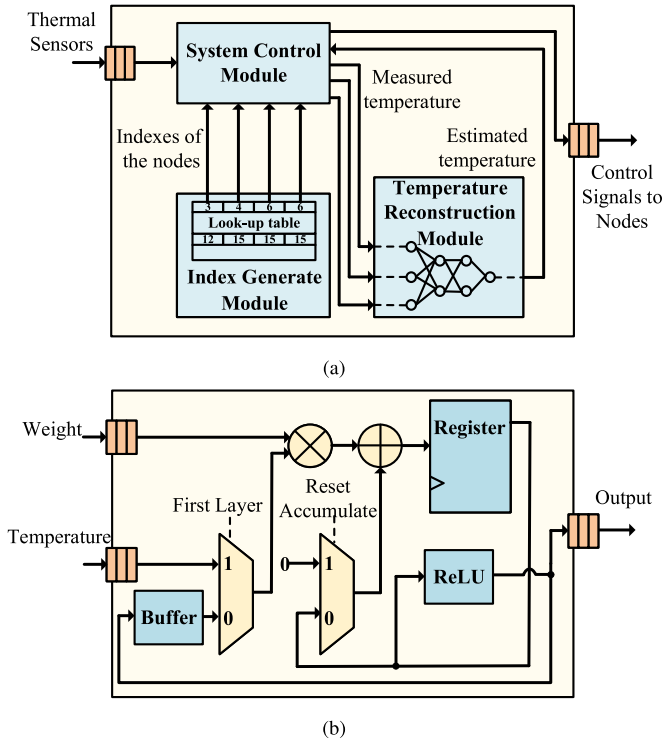 Thermal
Sensors
System Control
Module
Measured
temperature
Indexes of
the nodes
Estimated
temperature
Control
Signals to
Nodes
3 4 6 6
Look-up table
12 15 15 15
Index Generate
Module
Temperature
Reconstruction
Module
(a)
Weight
Register
First Layer
Reset
Accumulate
Output
Temperature
1
0
1
ReLU
Buffer
0
0
(b)